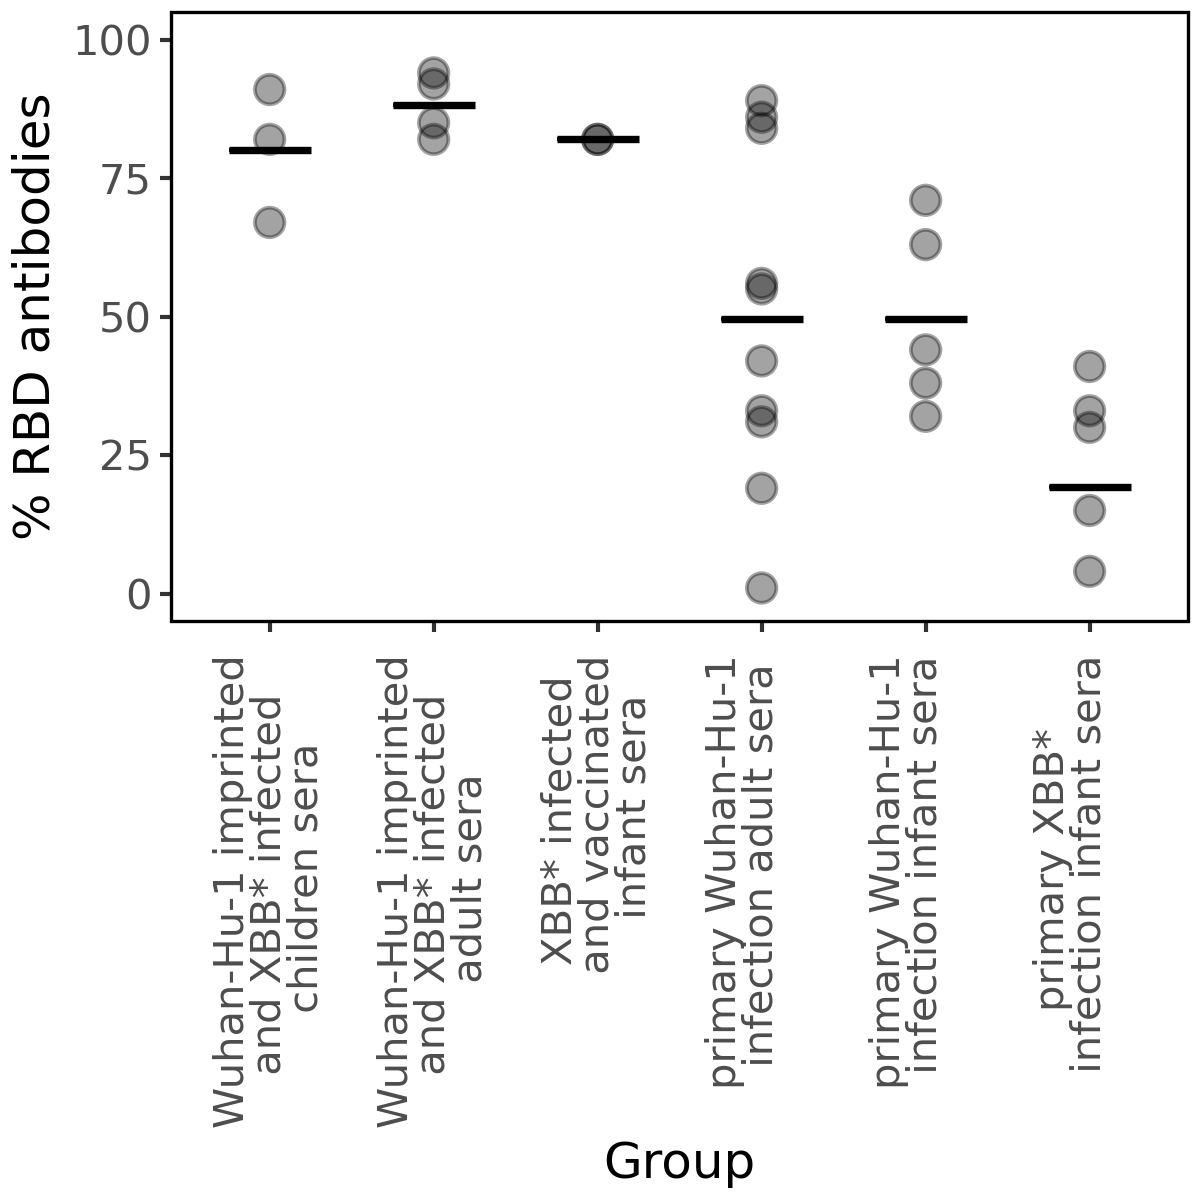 % RBD antibodies
100
75
50
25
0
Wuhan-Hu-1 imprinted
and XBB* infected
children sera
Wuhan-Hu-1 imprinted
and XBB* infected
adult sera
XBB* infected
and vaccinated
infant sera
primary Wuhan-Hu-1
infection adult sera
primary Wuhan-Hu-1
infection infant sera
primary XBB*
infection infant sera
Group